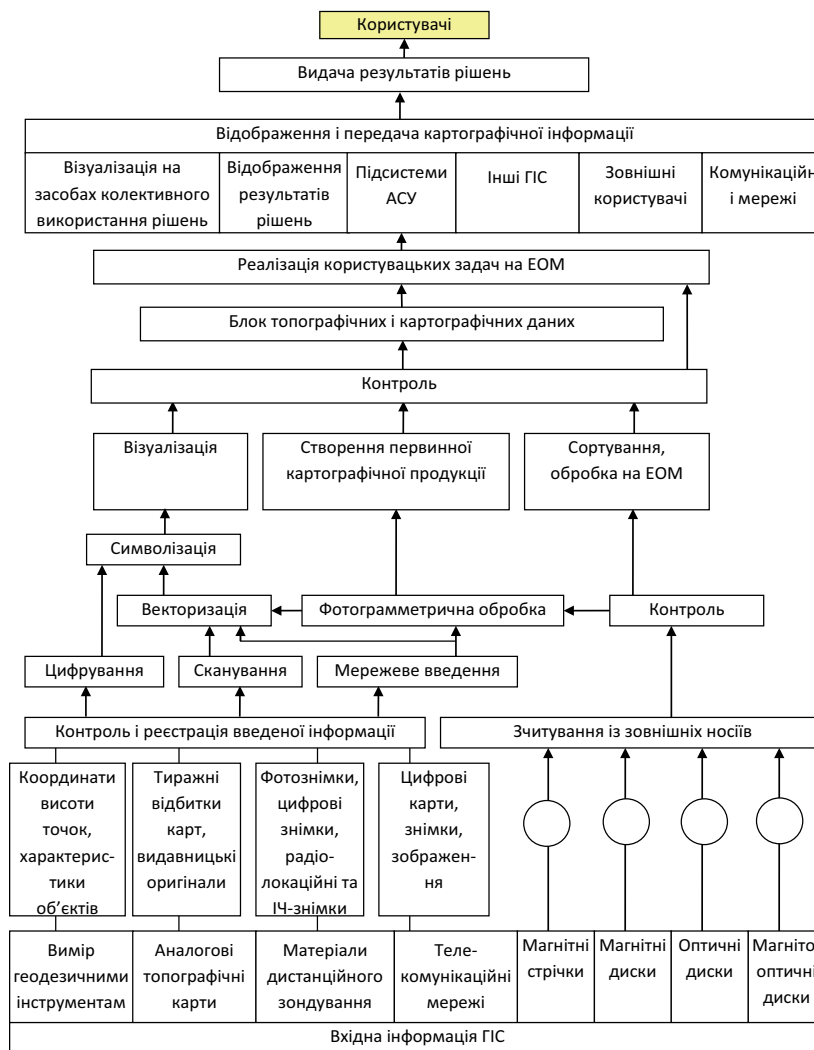 Користувачі
Видача результатів рішень
Відображення і передача картографічної інформації
Візуалізація на
засобах колективного
використання рішень
Відображення
результатів
рішень
Підсистеми
АСУ
Інші ГІС
Зовнішні
користувачі
Комунікаційн
і мережі
Реалізація користувацьких задач на ЕОМ
Блок топографічних і картографічних даних
Контроль
Візуалізація
Створення первинної
картографічної продукції
Сортування,
обробка на ЕОМ
Символізація
Векторизація
Фотограмметрична обробка
Контроль
Цифрування
Сканування
Мережеве введення
Контроль і реєстрація введеної інформації
Зчитування із зовнішніх носіїв
Координати
висоти
точок,
характерис-
тики
об’єктів
Тиражні
відбитки
карт,
видавницькі
оригінали
Фотознімки,
цифрові
знімки,
радіо-
локаційні та
ІЧ-знімки
Цифрові
карти,
знімки,
зображен-
ня
Вимір
геодезичними
інструментам
Аналогові
топографічні
карти
Матеріали
дистанційного
зондування
Теле-
комунікаційні
мережі
Магнітні
стрічки
Магнітні
диски
Оптичні
диски
Магніто-
оптичні
диски
Вхідна інформація ГІС